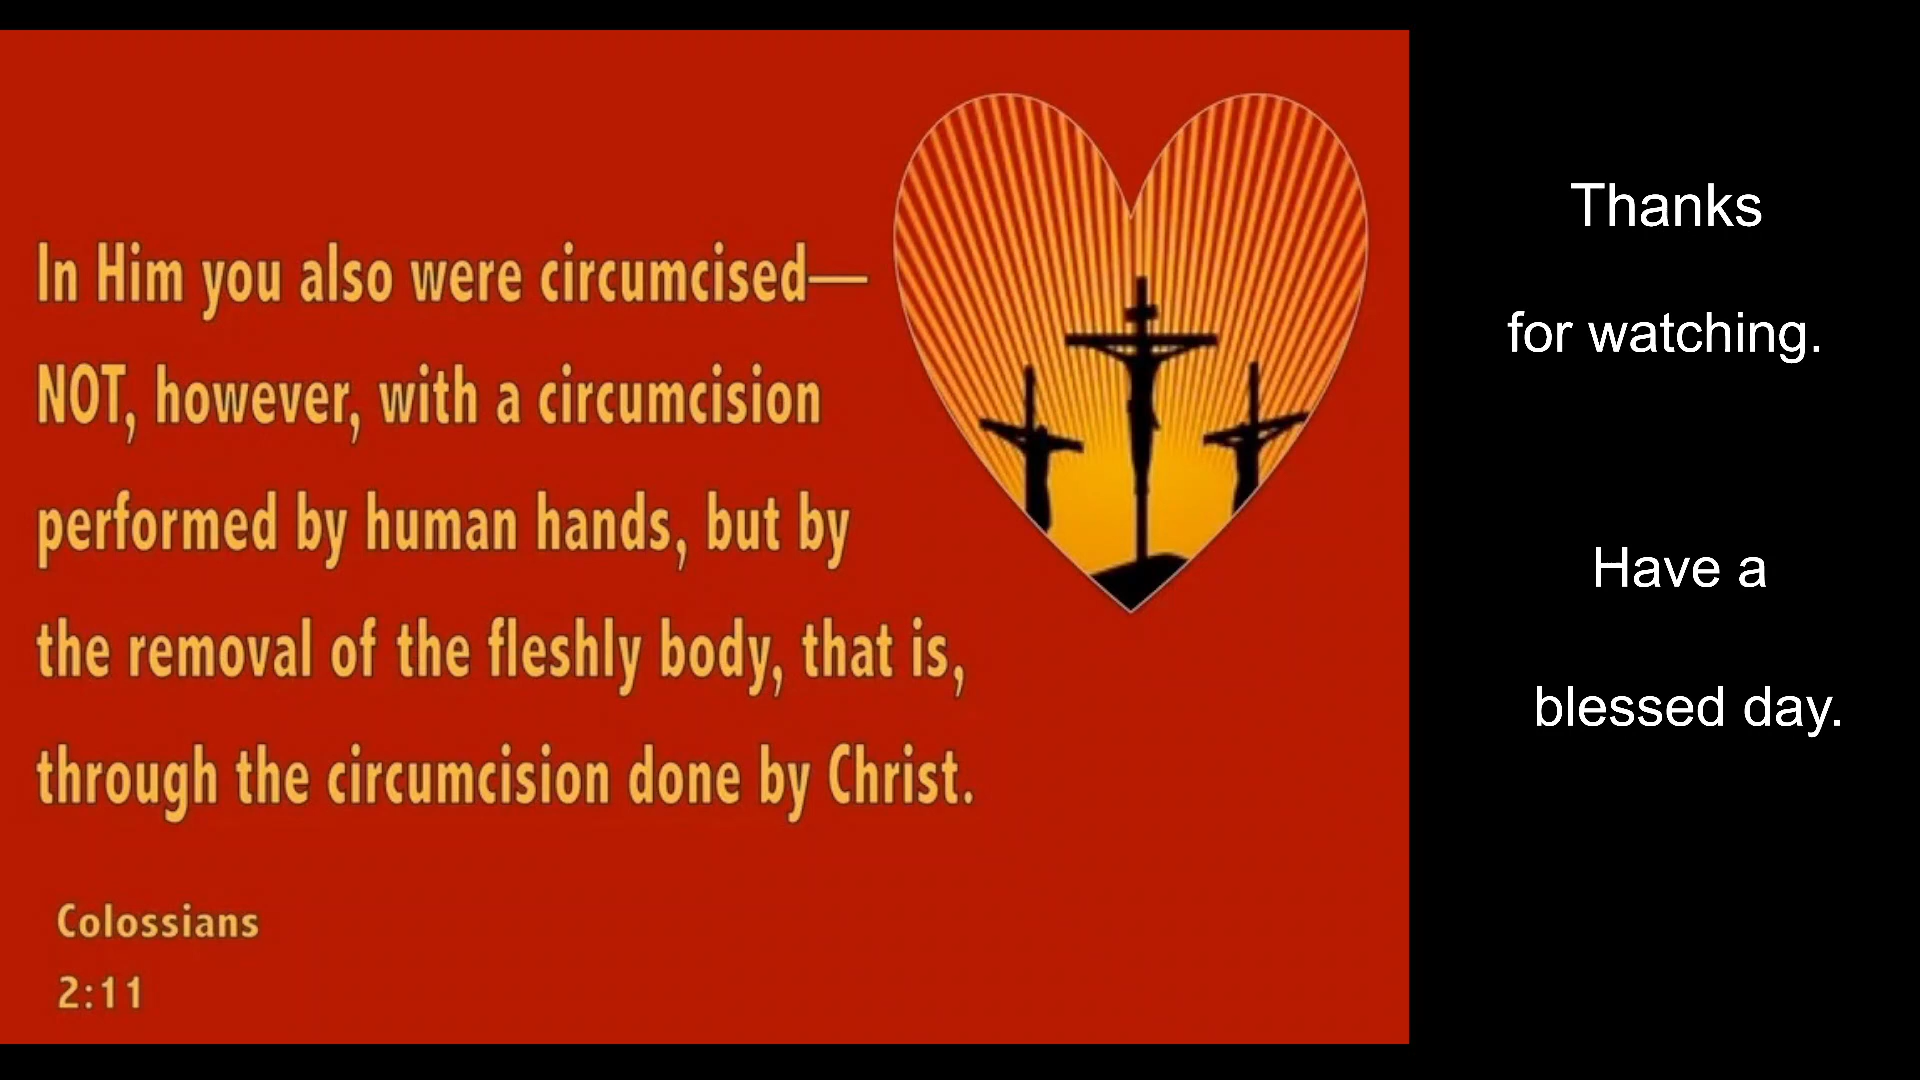 In Him you also were circumcised—
NOT, however, with a circumcision
performed by human hands, but by
the removal of the fleshly body, that is,
through the circumcision done by Christ.
Colossians
2:11
Thanks
for watching.
Have a
blessed day.